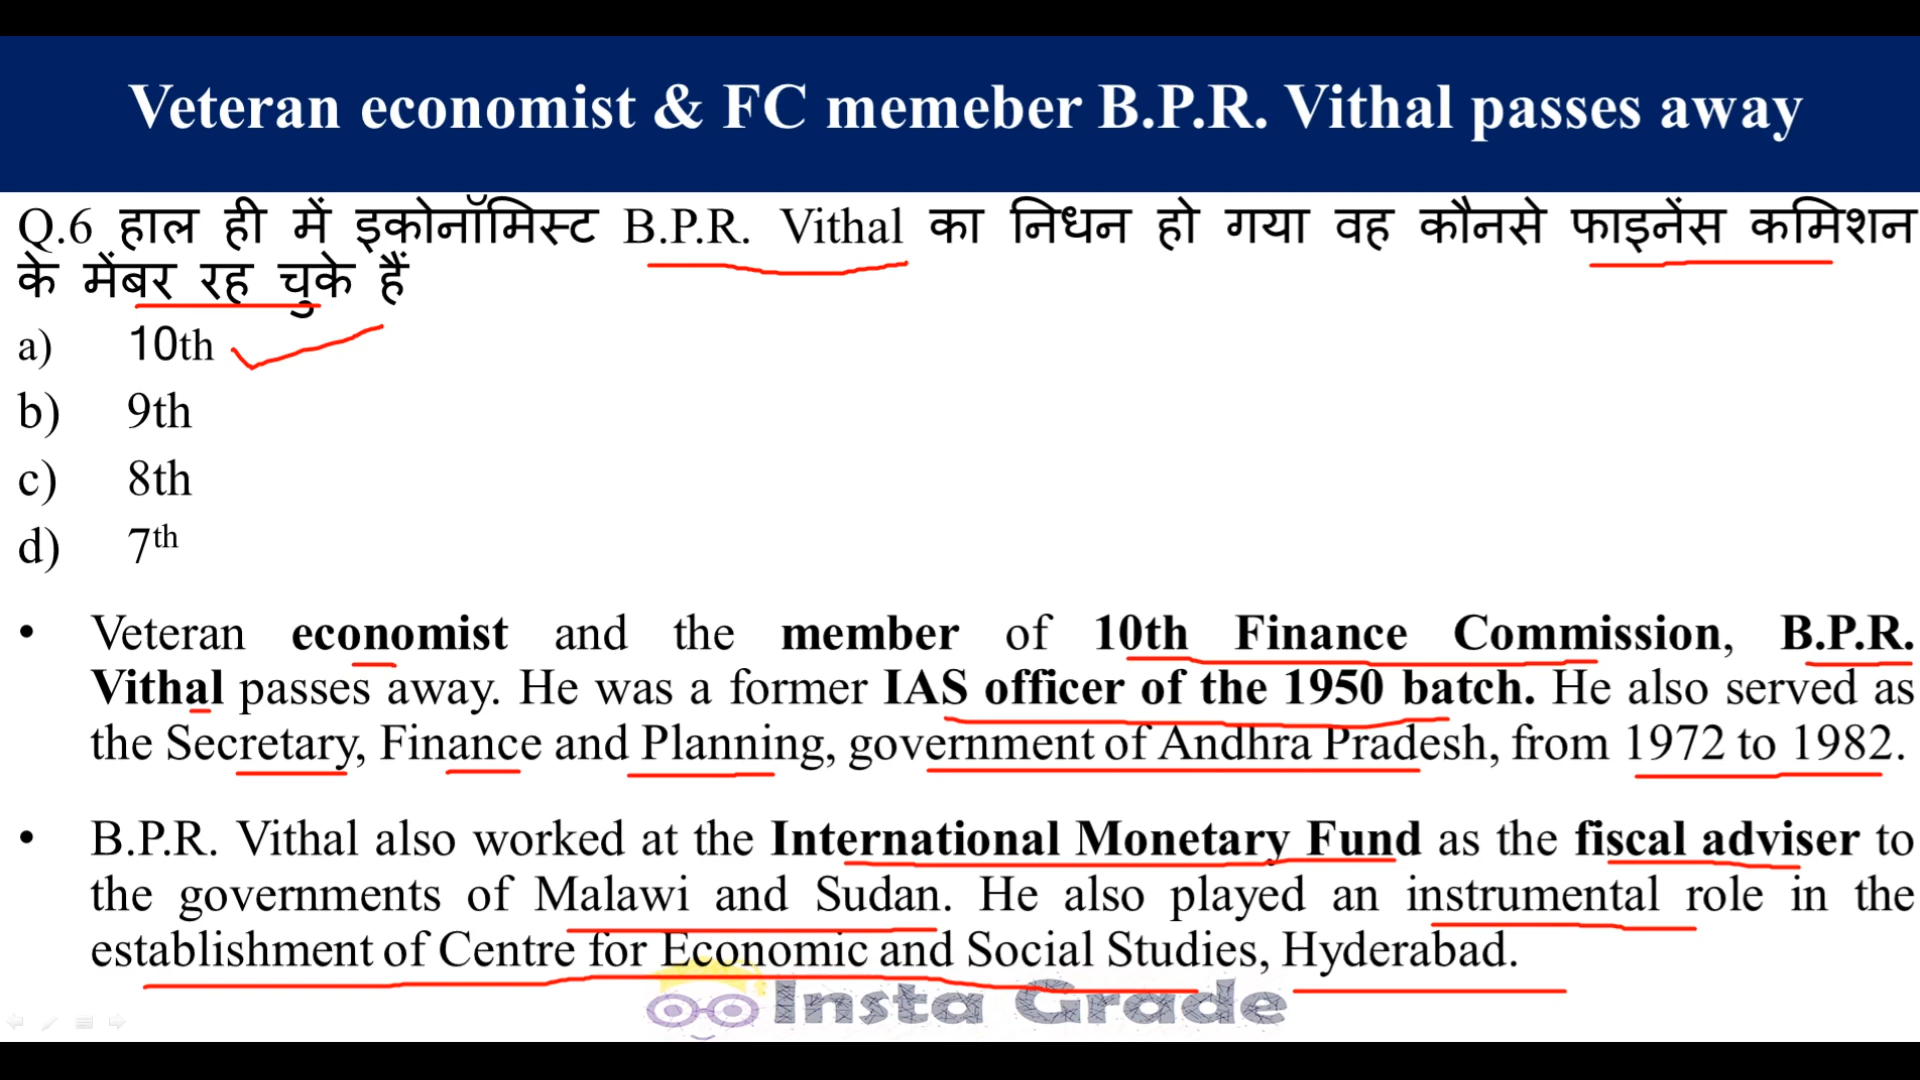 Veteran economist & FC memeber B.P.R. Vithal passes away
Q.6 हाल ही में इकोनॉमिस्ट B.P.R. Vithal का निधन हो गया वह कौनसे फाइनेंस कमिशन
के मेंबर रह चुके हैं
a) 10th
b) 9th
c) 8th
d) 7th
• Veteran economist and the member of 10th Finance Commission, B.P.R.
Vithal passes away. He was a former IAS officer of the 1950 batch. He also served as
the Secretary, Finance and Planning, government of Andhra Pradesh, from 1972 to 1982.
• B.P.R. Vithal also worked at the International Monetary Fund as the fiscal adviser to
the governments of Malawi and Sudan. He also played an instrumental role in the
establishment of Centre for Economic and Social Studies, Hyderabad.
Insta Grade